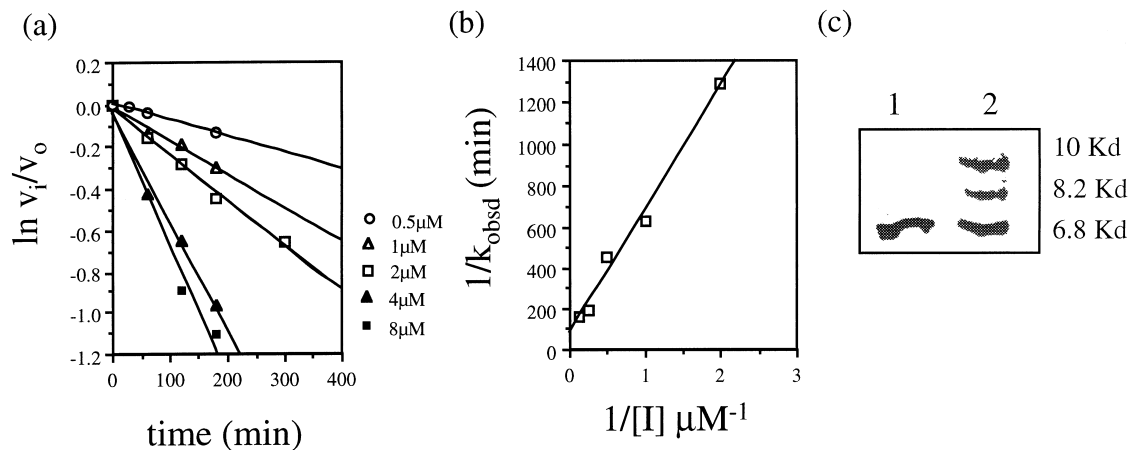 (a)
ln vi/vo
0.2
0.0
-0.2
-0.4
-0.6
-0.8
-1.0
-1.2
0 100 200 300 400
time (min)
0.5μM
1μM
2μM
4μM
8μM
(b)
1/kobsd (min)
1400
1200
1000
800
600
400
200
0
0 1 2 3
1/[I] μM-1
(c)
1 2
10 Kd
8.2 Kd
6.8 Kd